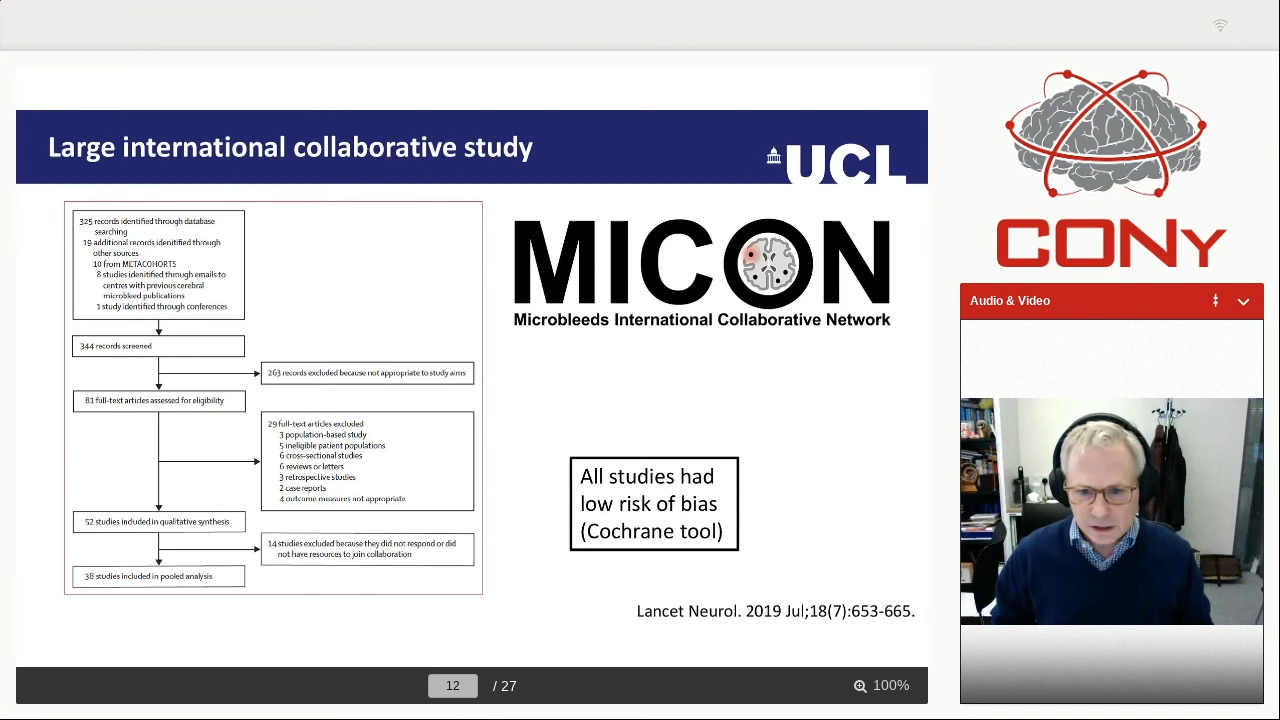 Large international collaborative study
UCL
325 records identified through database
searching
19 additional records identitified through
other sources
10 from METACOHORTS
8 studies idenitified through emails to
centres with previous cerebral
microbleed publications
1 study identified through conferences
344 records screened
263 records excluded because not appropriate to study aims
81 full-text articles assessed for eligibility
29 full-text articles excluded
3 population-based study
5 ineligible patient populations
6 cross-sectional studies
6 reviews or letters
3 retrospective studies
2 case reports
4 outcome measures not appropriate
52 studies included in qualitative synthesis
14 studies excluded because they did not respond or did
not have resources to join collaboration
38 studies included in pooled analysis
MICON
Microbleeds International Collaborative Network
All studies had
low risk of bias
(Cochrane tool)
Lancet Neurol. 2019 Jul;18(7):653-665.
12 / 27
100%
CONy
Audio & Video